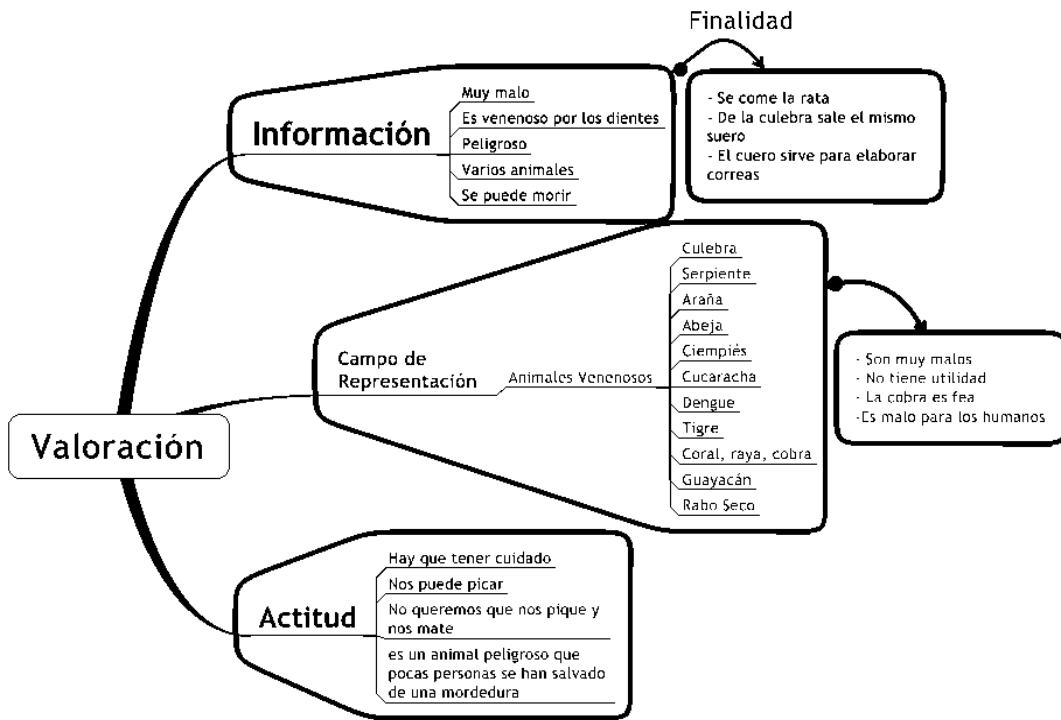 Finalidad
Muy malo
Es venenoso por los dientes
Información
Peligroso
Varios animales
Se puede morir
- Se come la rata
- De la culebra sale el mismo
suero
- El cuero sirve para elaborar
correas
Culebra
Serpiente
Araña
Abeja
Campo de
Representación
Animales Venenosos
Ciempiés
Cucaracha
Dengue
Tigre
Coral, raya, cobra
Guayacán
Rabo Seco
- Son muy malos
- No tiene utilidad
- La cobra es fea
-Es malo para los humanos
Valoración
Hay que tener cuidado
Nos puede picar
Actitud
No queremos que nos pique y
nos mate
es un animal peligroso que
pocas personas se han salvado
de una mordedura